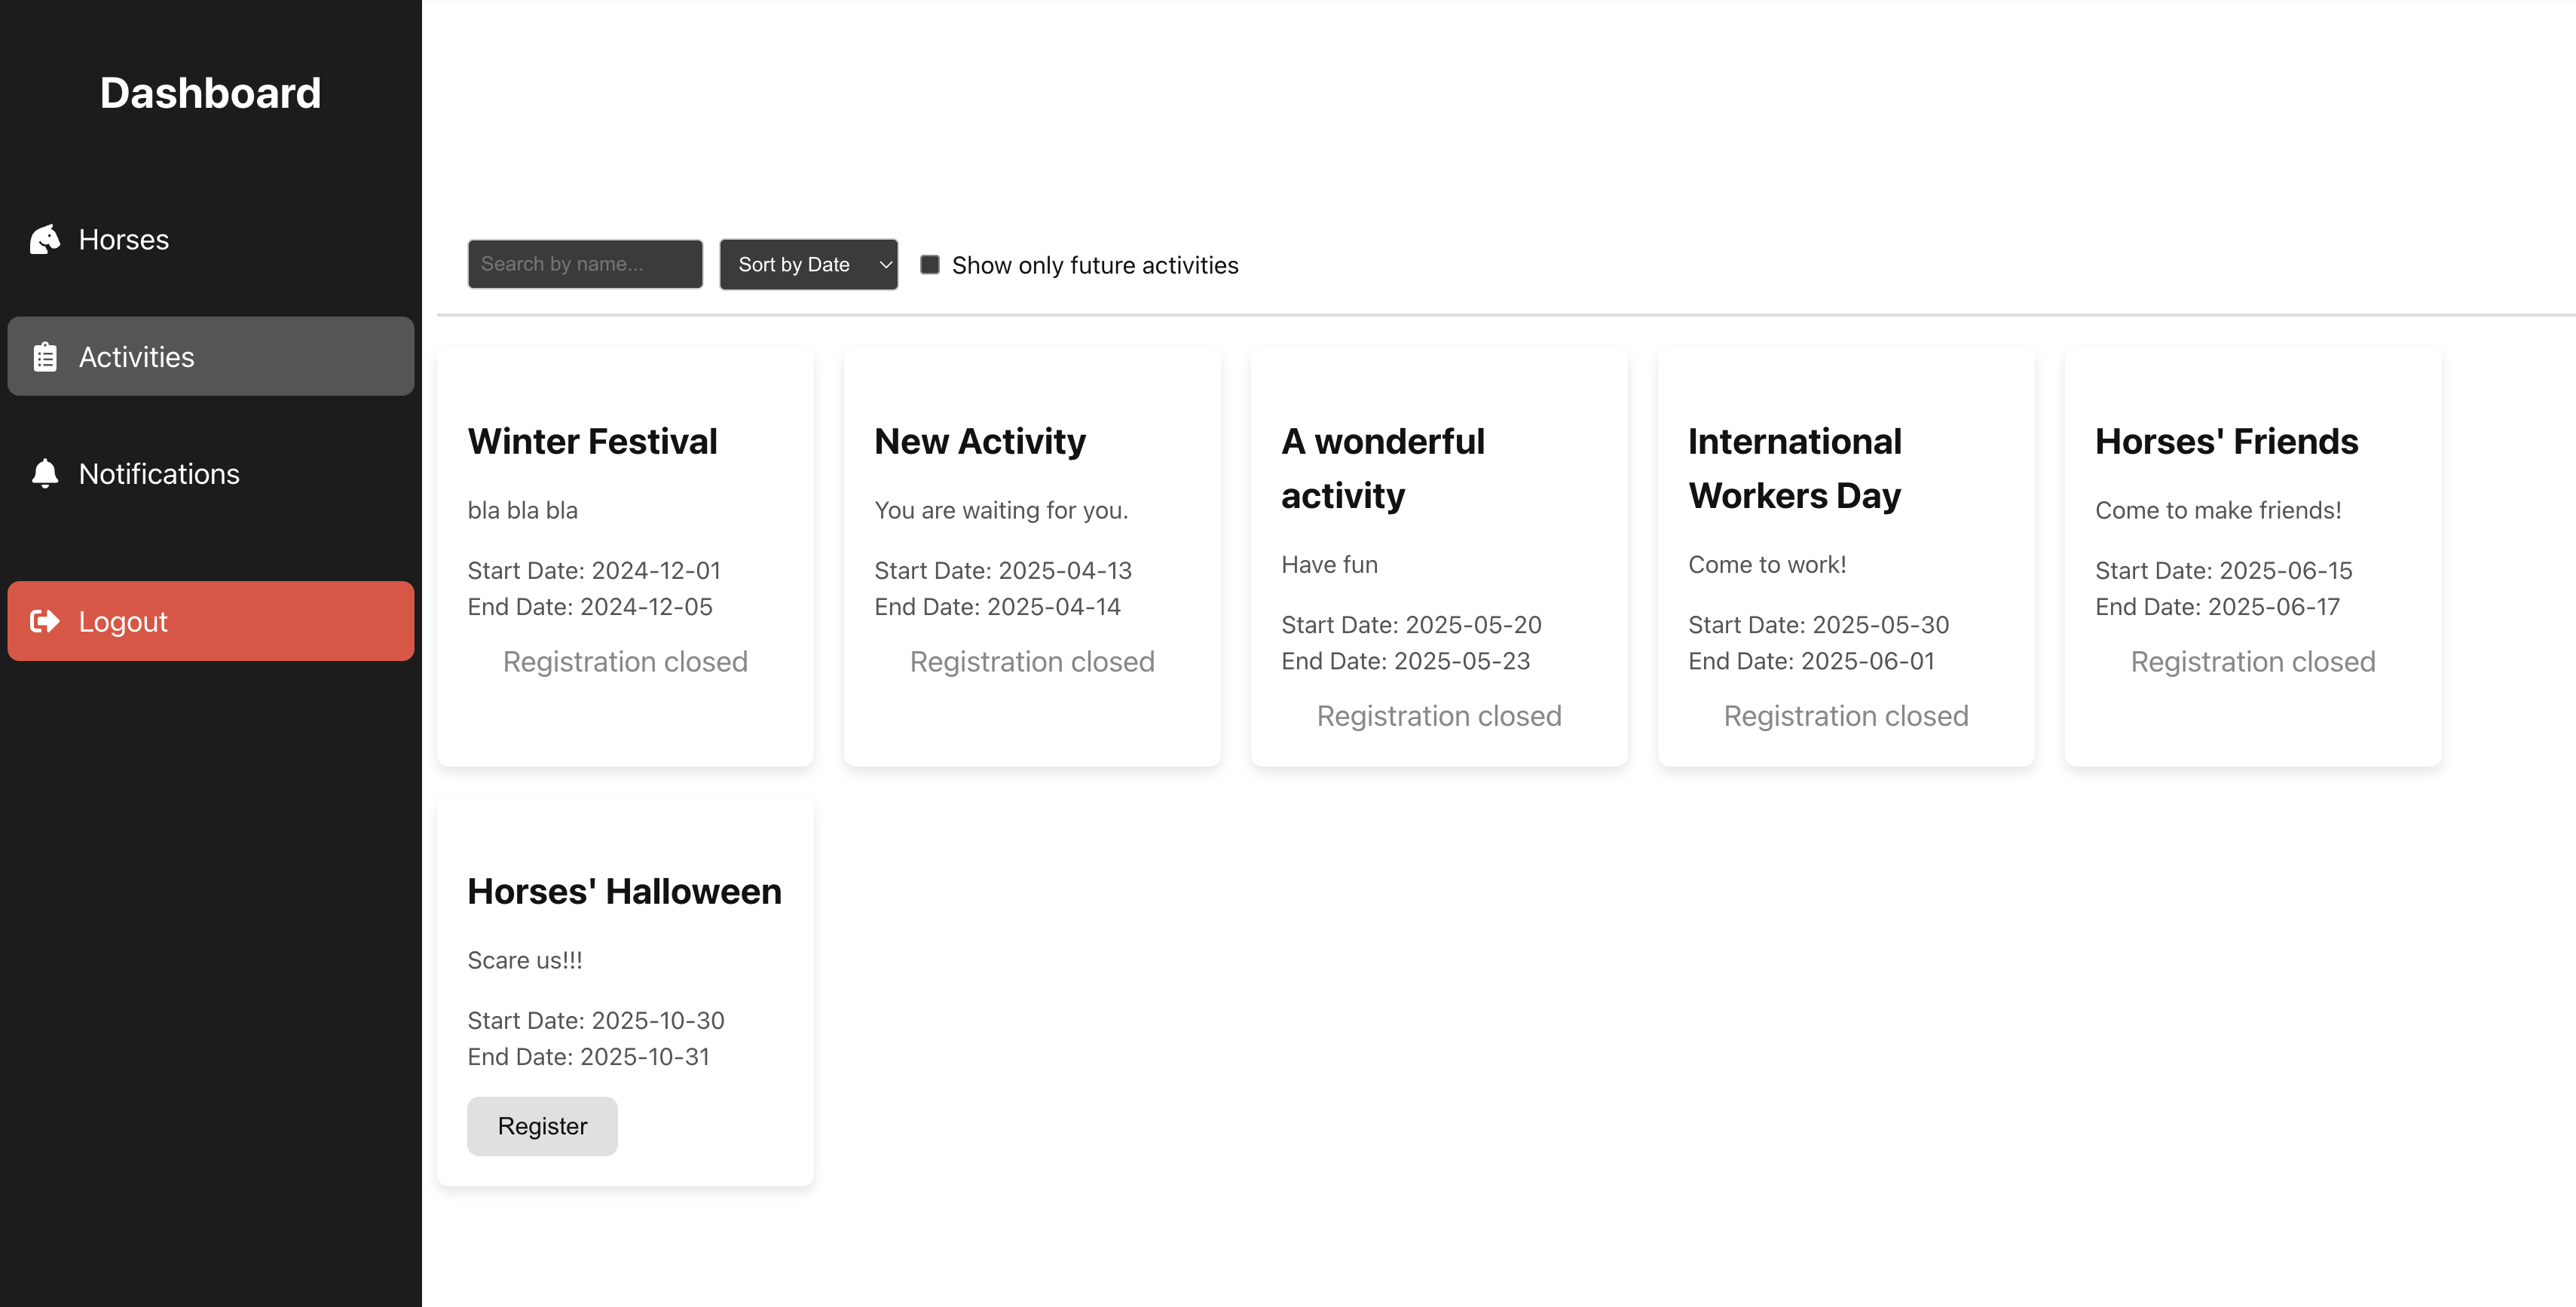 Dashboard
Horses
Activities
Notifications
Logout
Search by name...
Sort by Date
Show only future activities
Winter Festival
bla bla bla
Start Date: 2024-12-01
End Date: 2024-12-05
Registration closed
New Activity
You are waiting for you.
Start Date: 2025-04-13
End Date: 2025-04-14
Registration closed
A wonderful
activity
Have fun
Start Date: 2025-05-20
End Date: 2025-05-23
Registration closed
International
Workers Day
Come to work!
Start Date: 2025-05-30
End Date: 2025-06-01
Registration closed
Horses' Friends
Come to make friends!
Start Date: 2025-06-15
End Date: 2025-06-17
Registration closed
Horses' Halloween
Scare us!!!
Start Date: 2025-10-30
End Date: 2025-10-31
Register